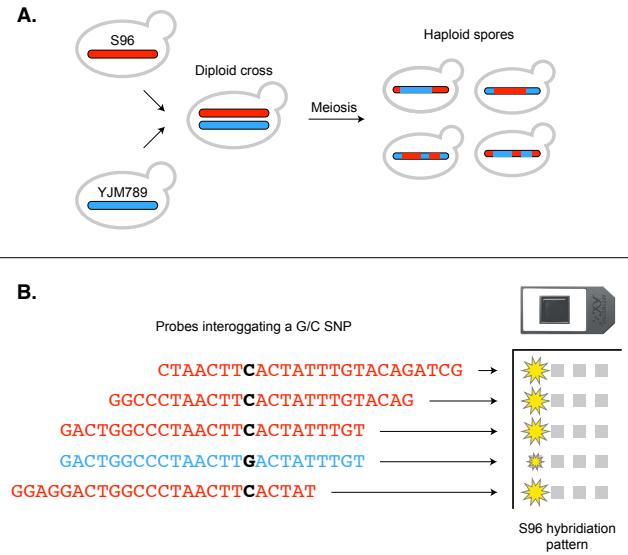 A.
S96
Diploid cross
Haploid spores
Meiosis
YJM789
B.
Probes interoggating a G/C SNP
CTAACTTCACTATTTGTACAGATCG
GGCCCTAACTTCACTATTTGTACAG
GACTGGCCCTAACTTCACTATTTGT
GACTGGCCCTAACTTGACTATTTGT
GGAGGACTGGCCCTAACTTCACTAT
S96 hybridiation
pattern